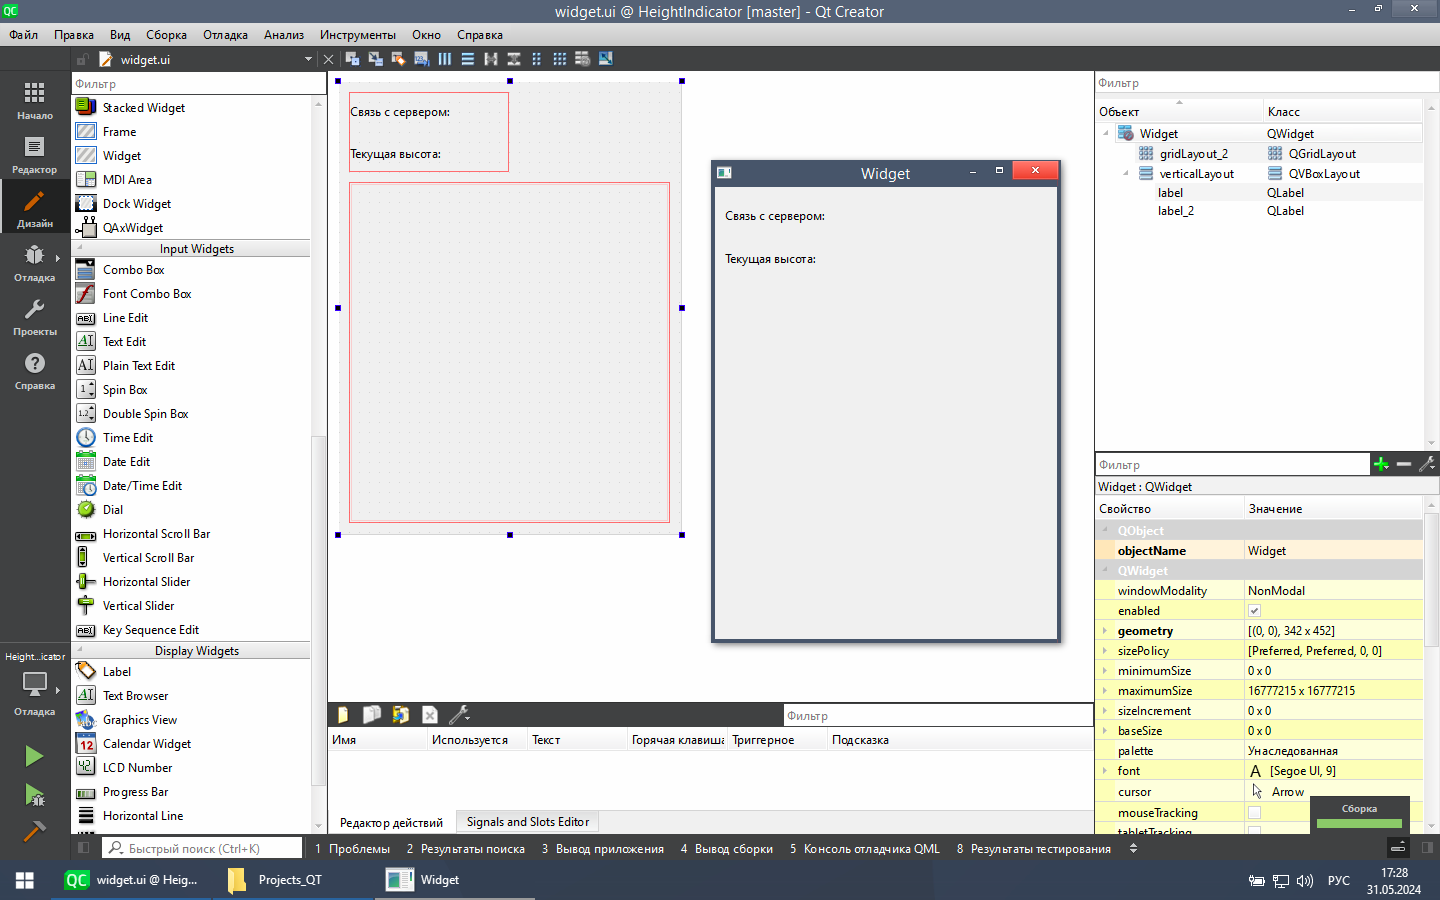 QC
widget.ui @ HeightIndicator [master] - Qt Creator
Файл Правка Вид Сборка Отладка Анализ Инструменты Окно Справка
widget.ui
Начало
Редактор
Дизайн
Отладка
Проекты
Справка
Height...icator
Отладка
Фильтр
Stacked Widget
Frame
Widget
MDI Area
Dock Widget
QAxWidget
Input Widgets
Combo Box
Font Combo Box
Line Edit
Text Edit
Plain Text Edit
Spin Box
Double Spin Box
Time Edit
Date Edit
Date/Time Edit
Dial
Horizontal Scroll Bar
Vertical Scroll Bar
Horizontal Slider
Vertical Slider
Key Sequence Edit
Display Widgets
Label
Text Browser
Graphics View
Calendar Widget
LCD Number
Progress Bar
Horizontal Line
Связь с сервером:
Текущая высота:
Widget
Связь с сервером:
Текущая высота:
Фильтр
Имя Используется Текст Горячая клавиша Триггерное Подсказка
Редактор действий Signals and Slots Editor
Фильтр
Объект Класс
Widget QWidget
gridLayout_2 QGridLayout
verticalLayout QVBoxLayout
label QLabel
label_2 QLabel
Фильтр
Widget : QWidget
Свойство Значение
QObject
objectName Widget
QWidget
windowModality NonModal
enabled
geometry [(0, 0), 342 x 452]
sizePolicy [Preferred, Preferred, 0, 0]
minimumSize 0 x 0
maximumSize 16777215 x 16777215
sizeIncrement 0 x 0
baseSize 0 x 0
palette Унаследованная
font A [Segoe UI, 9]
cursor Arrow
mouseTracking
tabletTracking
Сборка
Быстрый поиск (Ctrl+K) 1 Проблемы 2 Результаты поиска 3 Вывод приложения 4 Вывод сборки 5 Консоль отладчика QML 8 Результаты тестирования
QC widget.ui @ Heig... Projects_QT Widget РУС
17:28
31.05.2024